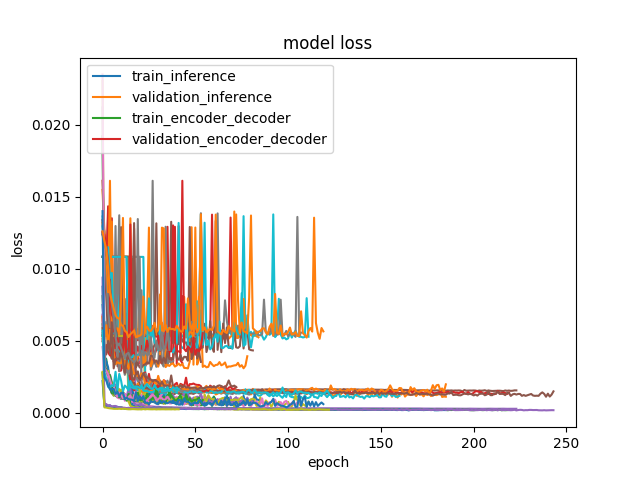 model loss
train_inference
validation_inference
train_encoder_decoder
validation_encoder_decoder
0.020
0.015
0.010
0.005
0.000
loss
0
50
100
150
200
250
epoch